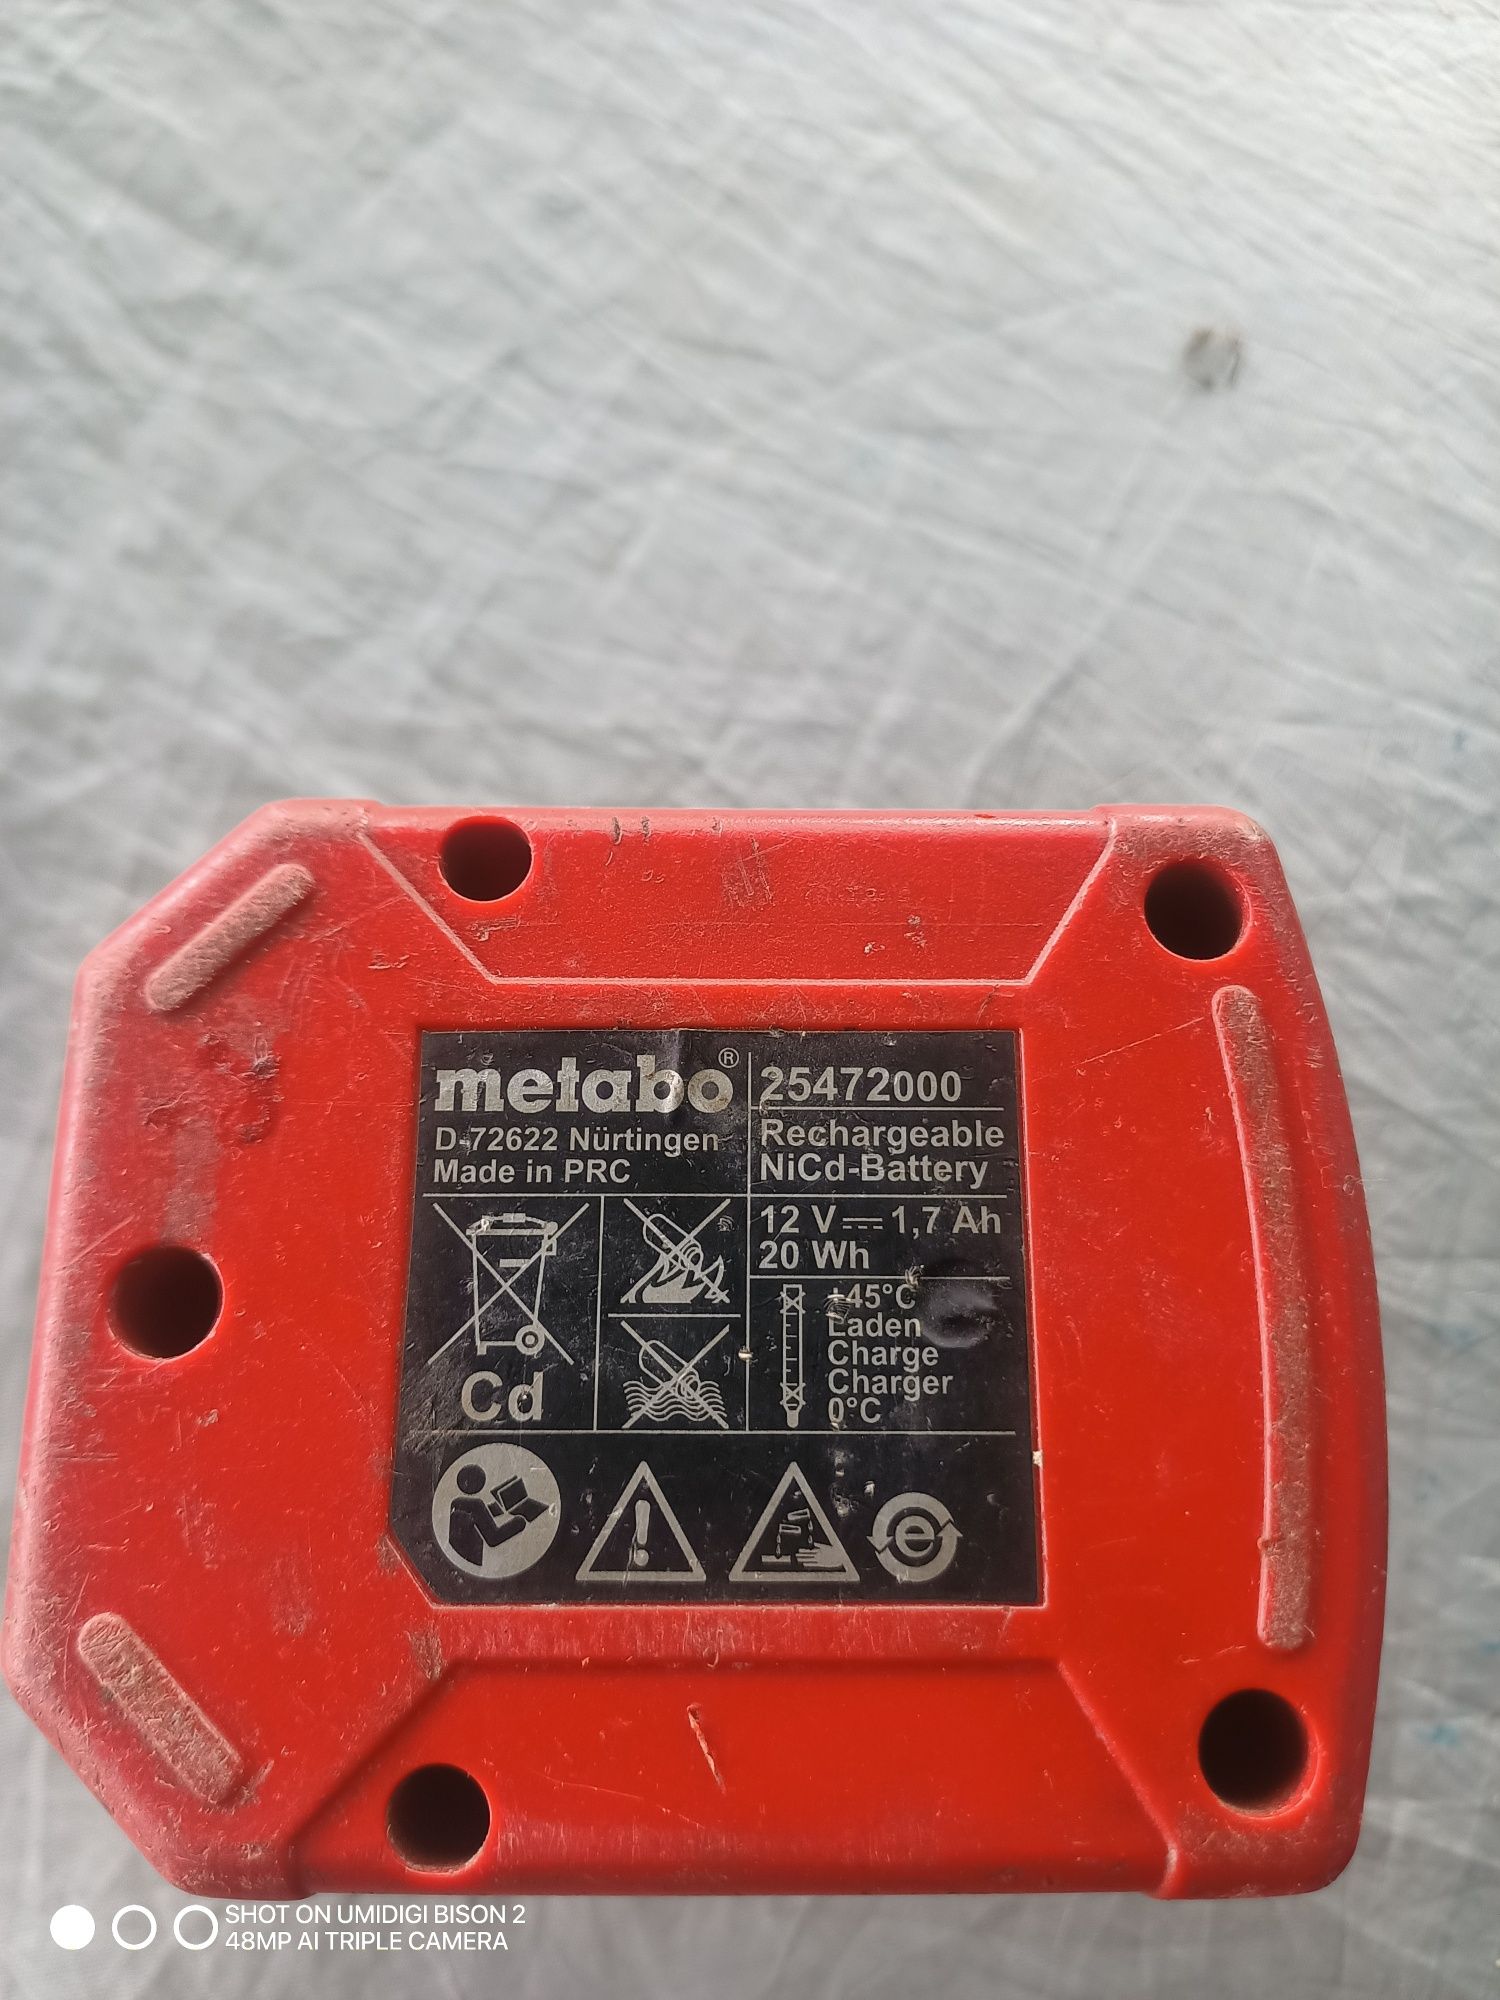 metabo®
D-72622 Nürtingen
Made in PRC
25472000
Rechargeable
NiCd-Battery
12 V 1,7 Ah
20 Wh
+45°C
Laden
Charge
Charger
0°C
Cd
e
SHOT ON UMIDIGI BISON 2
48MP AI TRIPLE CAMERA